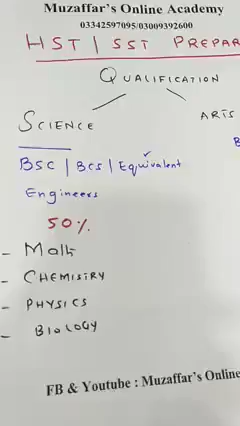 Muzaffar's Online Academy
03342597095/03009392600
HST | SST PREPAR
QUALIFICATION
SCIENCE
ARTS
BSC | BCS | Equivalent
B
Engineers
50%
- Math
- CHEMISTRY
- PHYSICS
- BIOLOGY
FB & Youtube : Muzaffar's Online